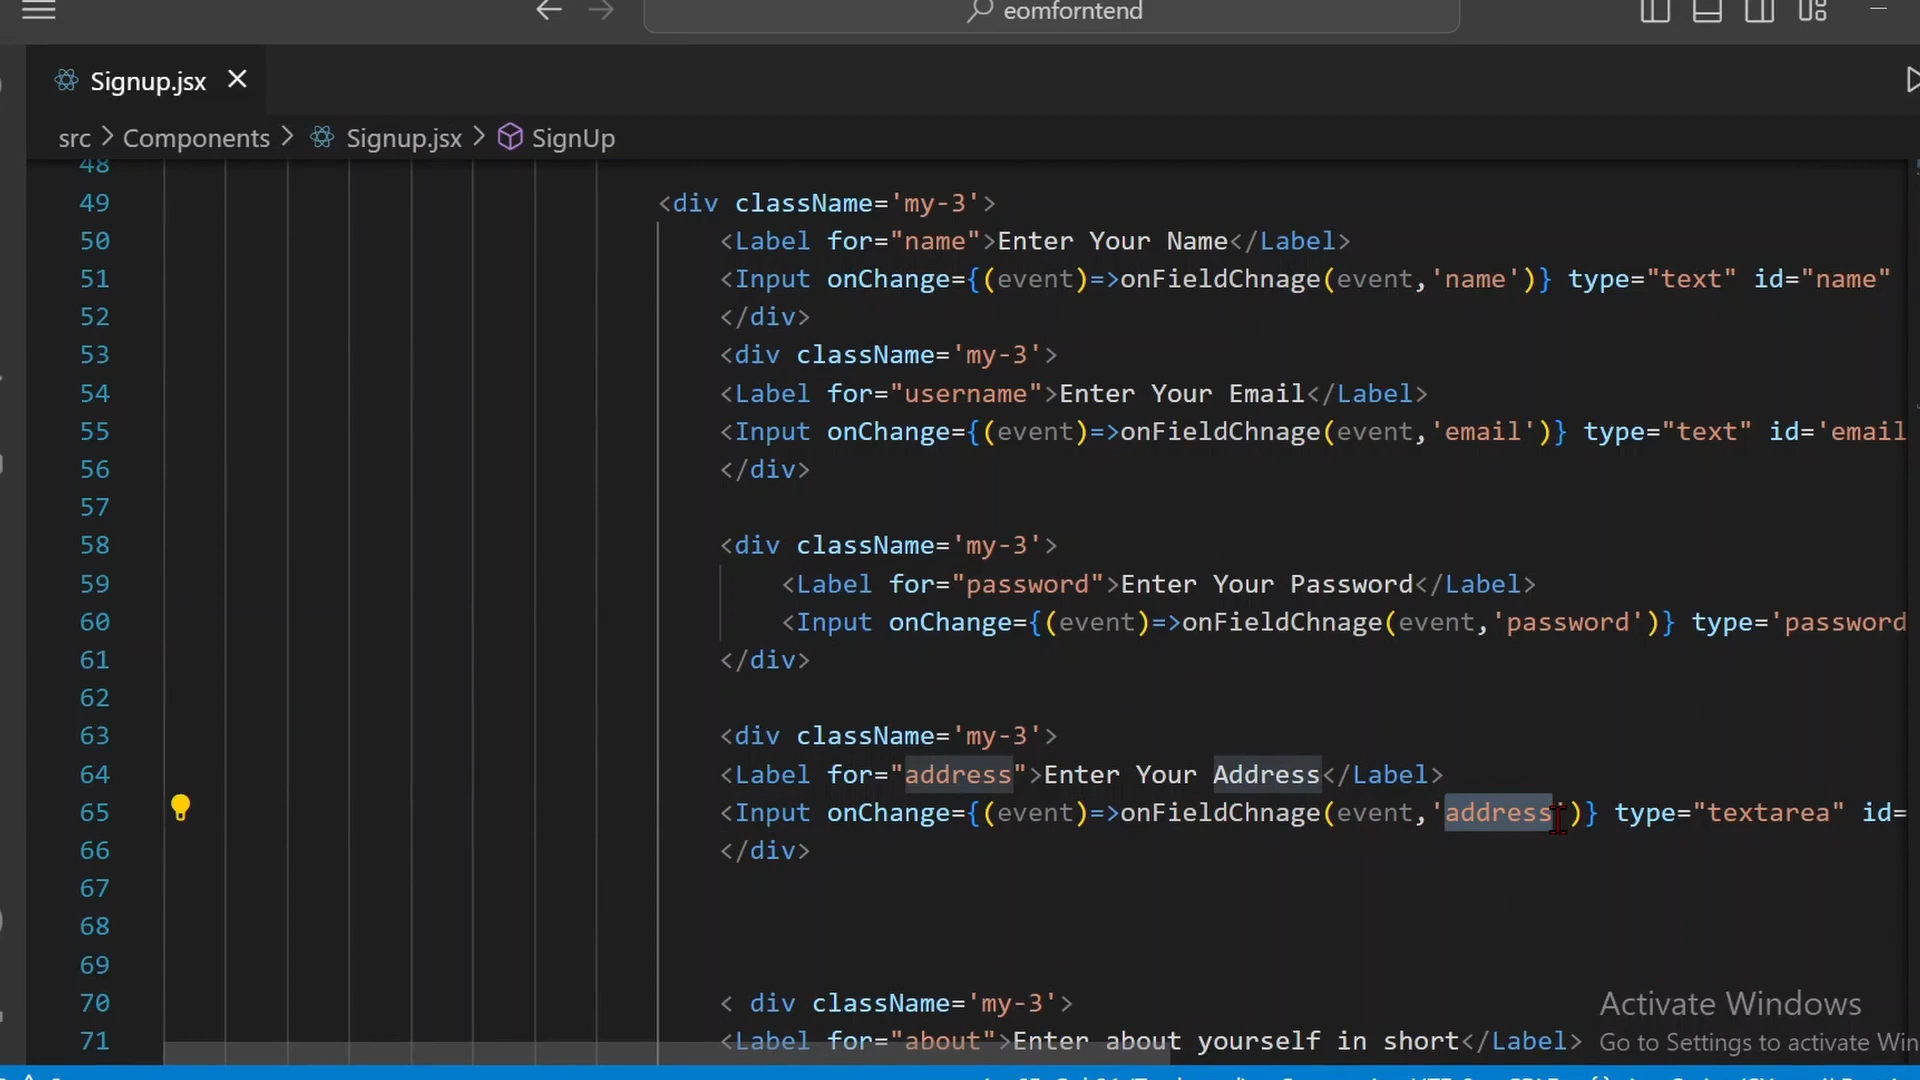 eomforntend
Signup.jsx
src > Components > Signup.jsx > SignUp
48
49 <div className='my-3'>
50 <Label for="name">Enter Your Name</Label>
51 <Input onChange={(event)=>onFieldChnage(event,'name')} type="text" id="name"
52 </div>
53 <div className='my-3'>
54 <Label for="username">Enter Your Email</Label>
55 <Input onChange={(event)=>onFieldChnage(event,'email')} type="text" id='email
56 </div>
57
58 <div className='my-3'>
59 <Label for="password">Enter Your Password</Label>
60 <Input onChange={(event)=>onFieldChnage(event,'password')} type='password
61 </div>
62
63 <div className='my-3'>
64 <Label for="address">Enter Your Address</Label>
65 <Input onChange={(event)=>onFieldChnage(event,'address')} type="textarea" id=
66 </div>
67
68
69
70 < div className='my-3'>
71 <Label for="about">Enter about yourself in short</Label>
Activate Windows
Go to Settings to activate Win